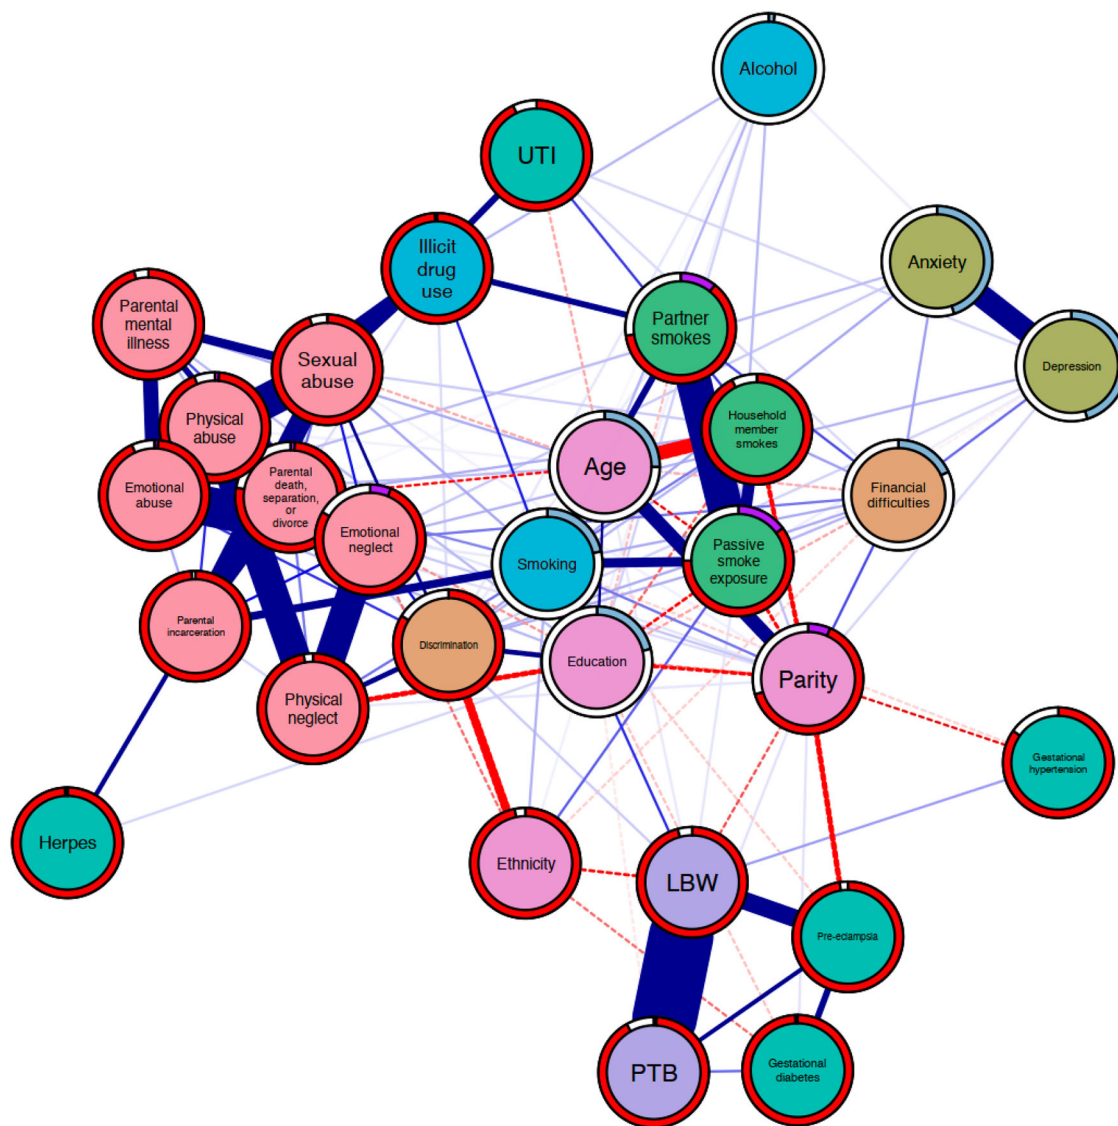 Alcohol
UTI
Illicit
drug
use
Anxiety
Parental
mental
illness
Partner
smokes
Sexual
abuse
Depression
Physical
abuse
Household
member
smokes
Age
Emotional
abuse
Parental
death,
separation,
or
divorce
Financial
difficulties
Emotional
neglect
Smoking
Passive
smoke
exposure
Parental
incarceration
Discrimination
Education
Parity
Physical
neglect
Gestational
hypertension
Herpes
Ethnicity
LBW
Pre-eclampsia
PTB
Gestational
diabetes